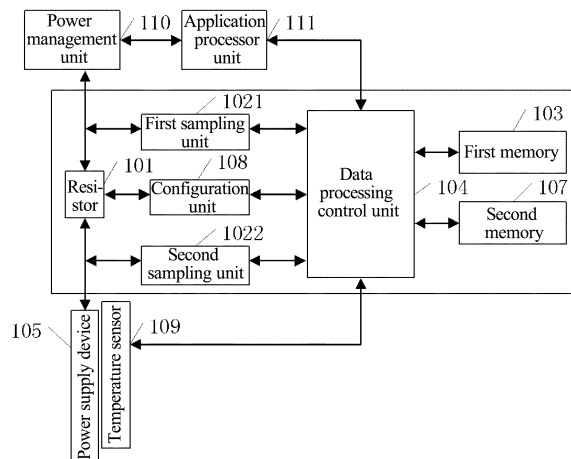 Power
management
unit
110
Application
processor
unit
111
1021
First sampling
unit
103
First memory
101
Resi-
stor
108
Configuration
unit
Data
processing
control unit
104
107
Second
memory
1022
Second
sampling unit
105
Power supply device
Temperature sensor
109